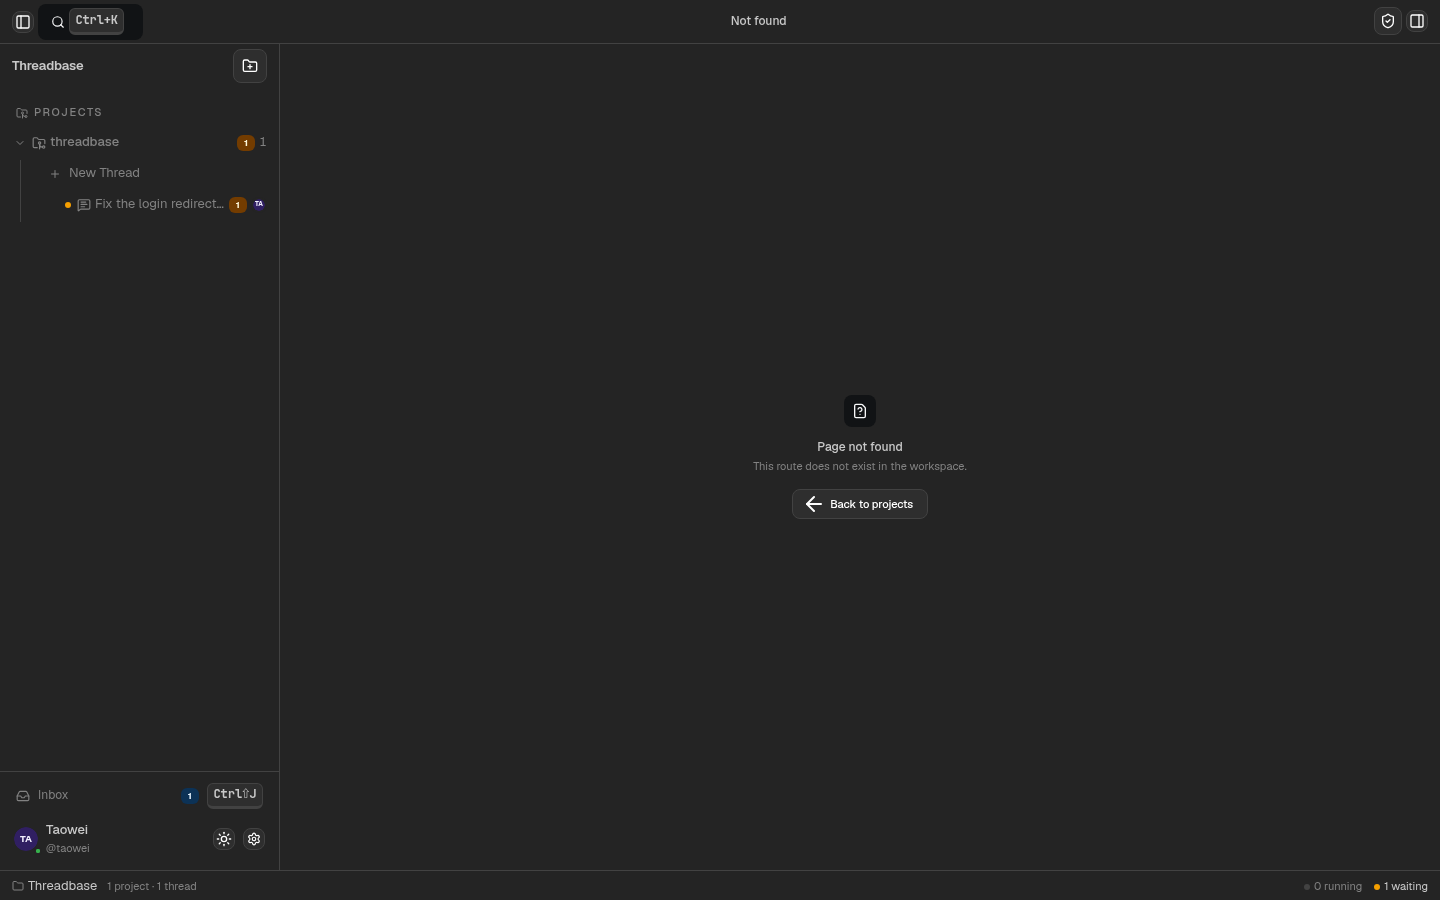 Ctrl+K
Not found
Threadbase
PROJECTS
threadbase 1 1
New Thread
Fix the login redirect... 1 TA
Page not found
This route does not exist in the workspace.
Back to projects
Inbox 1 Ctrl⇧J
TA Taowei
@taowei
Threadbase 1 project · 1 thread 0 running 1 waiting